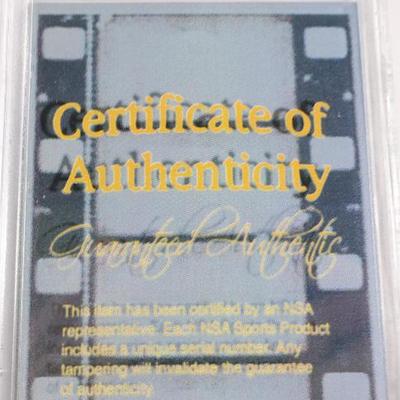 Certificate of
Authenticity
Guaranteed Authentic
This item has been certified by an NSA
representative. Each NSA Sports Product
includes a unique serial number. Any
tampering will invalidate the guarantee
of authenticity.